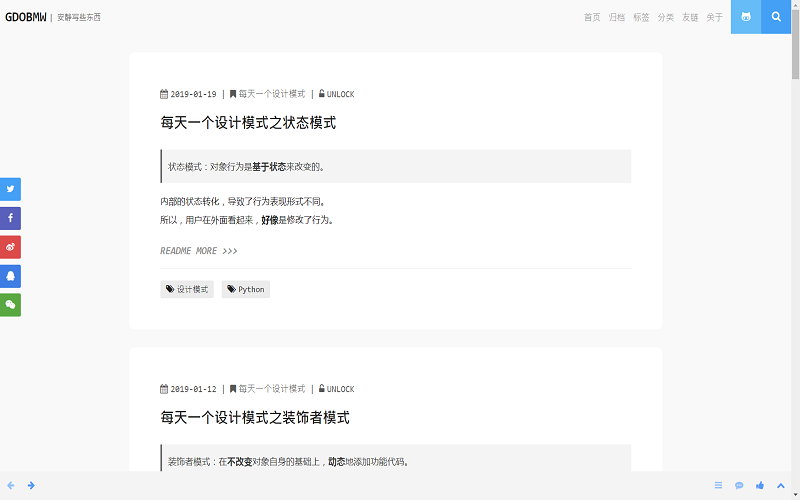 GDOBMW | 安静写些东西
首页 归档 标签 分类 友链 关于
2019-01-19 | 每天一个设计模式 | UNLOCK
每天一个设计模式之状态模式
状态模式：对象行为是基于状态来改变的。
内部的状态转化，导致了行为表现形式不同。
所以，用户在外面看起来，好像是修改了行为。
README MORE >>>
设计模式 Python
2019-01-12 | 每天一个设计模式 | UNLOCK
每天一个设计模式之装饰者模式
装饰者模式：在不改变对象自身的基础上，动态地添加功能代码。